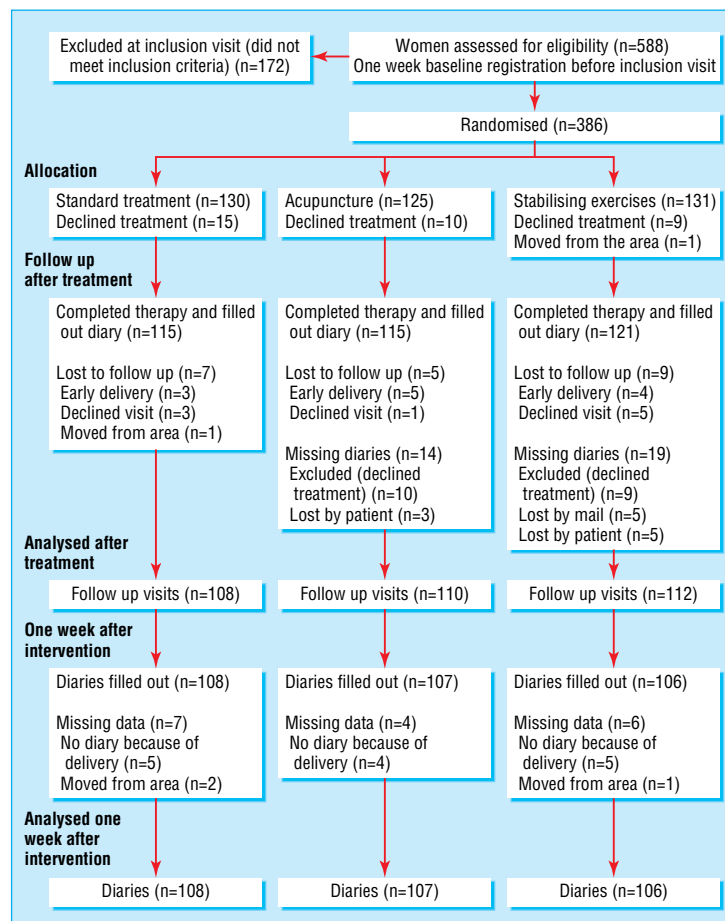 Excluded at inclusion visit (did not
meet inclusion criteria) (n=172)
Women assessed for eligibility (n=588)
One week baseline registration before inclusion visit
Randomised (n=386)
Allocation
Standard treatment (n=130)
Declined treatment (n=15)
Acupuncture (n=125)
Declined treatment (n=10)
Stabilising exercises (n=131)
Declined treatment (n=9)
Moved from the area (n=1)
Follow up
after treatment
Completed therapy and filled
out diary (n=115)
Lost to follow up (n=7)
Early delivery (n=3)
Declined visit (n=3)
Moved from area (n=1)
Completed therapy and filled
out diary (n=115)
Lost to follow up (n=5)
Early delivery (n=5)
Declined visit (n=1)
Missing diaries (n=14)
Excluded (declined
treatment) (n=10)
Lost by patient (n=3)
Completed therapy and filled
out diary (n=121)
Lost to follow up (n=9)
Early delivery (n=4)
Declined visit (n=5)
Missing diaries (n=19)
Excluded (declined
treatment) (n=9)
Lost by mail (n=5)
Lost by patient (n=5)
Analysed after
treatment
Follow up visits (n=108)
Follow up visits (n=110)
Follow up visits (n=112)
One week after
intervention
Diaries filled out (n=108)
Missing data (n=7)
No diary because of
delivery (n=5)
Moved from area (n=2)
Diaries filled out (n=107)
Missing data (n=4)
No diary because of
delivery (n=4)
Diaries filled out (n=106)
Missing data (n=6)
No diary because of
delivery (n=5)
Moved from area (n=1)
Analysed one
week after
intervention
Diaries (n=108)
Diaries (n=107)
Diaries (n=106)